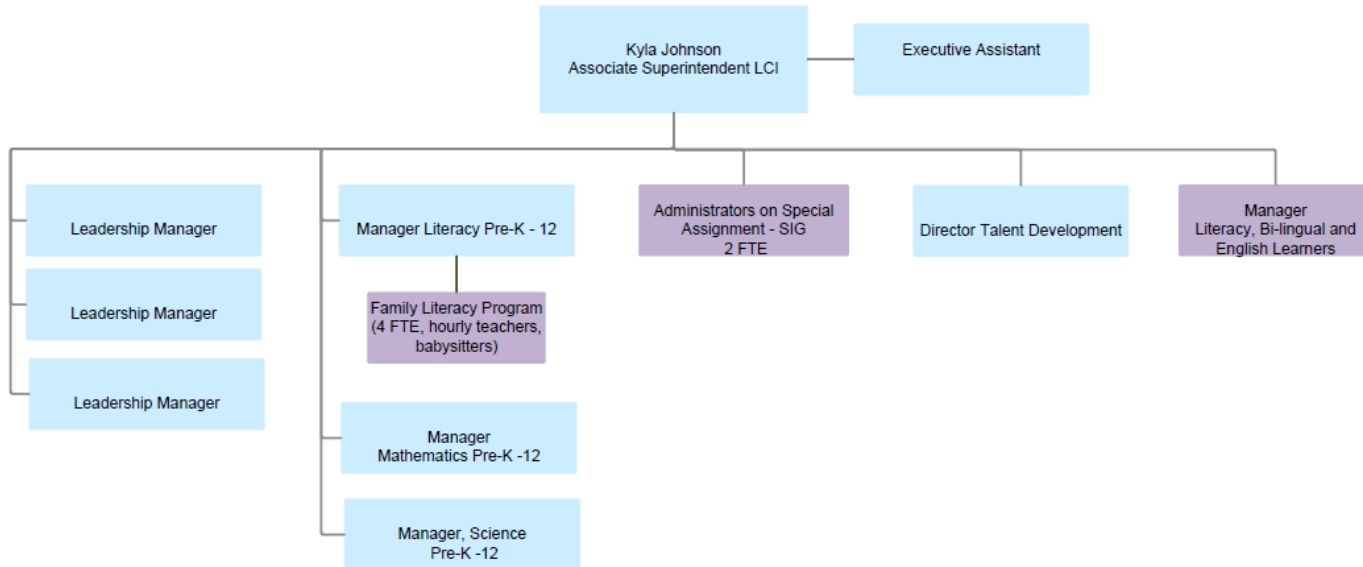 Kyla Johnson
Associate Superintendent LCI
Executive Assistant
Leadership Manager
Leadership Manager
Leadership Manager
Manager Literacy Pre-K - 12
Family Literacy Program
(4 FTE, hourly teachers,
babysitters)
Manager
Mathematics Pre-K -12
Manager, Science
Pre-K -12
Administrators on Special
Assignment - SIG
2 FTE
Director Talent Development
Manager
Literacy, Bi-lingual and
English Learners